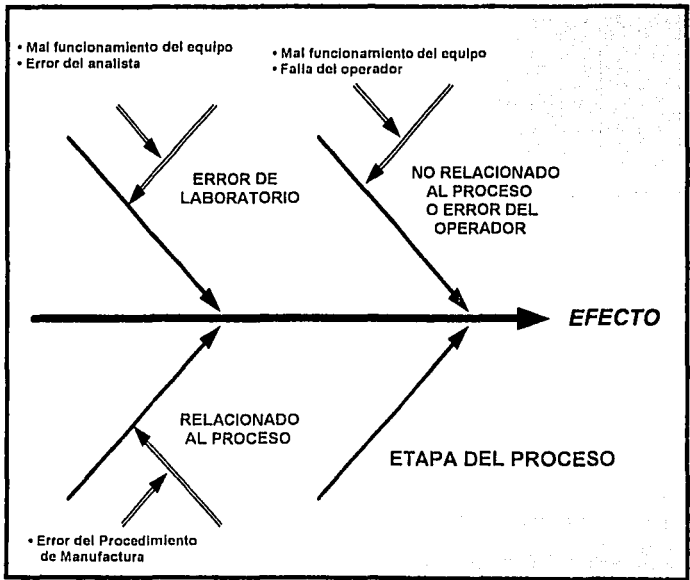 • Mal funcionamiento del equipo
• Error del analista
• Mal funcionamiento del equipo
• Falla del operador
ERROR DE
LABORATORIO
NO RELACIONADO
AL PROCESO
O ERROR DEL
OPERADOR
EFECTO
RELACIONADO
AL PROCESO
ETAPA DEL PROCESO
• Error del Procedimiento
de Manufactura